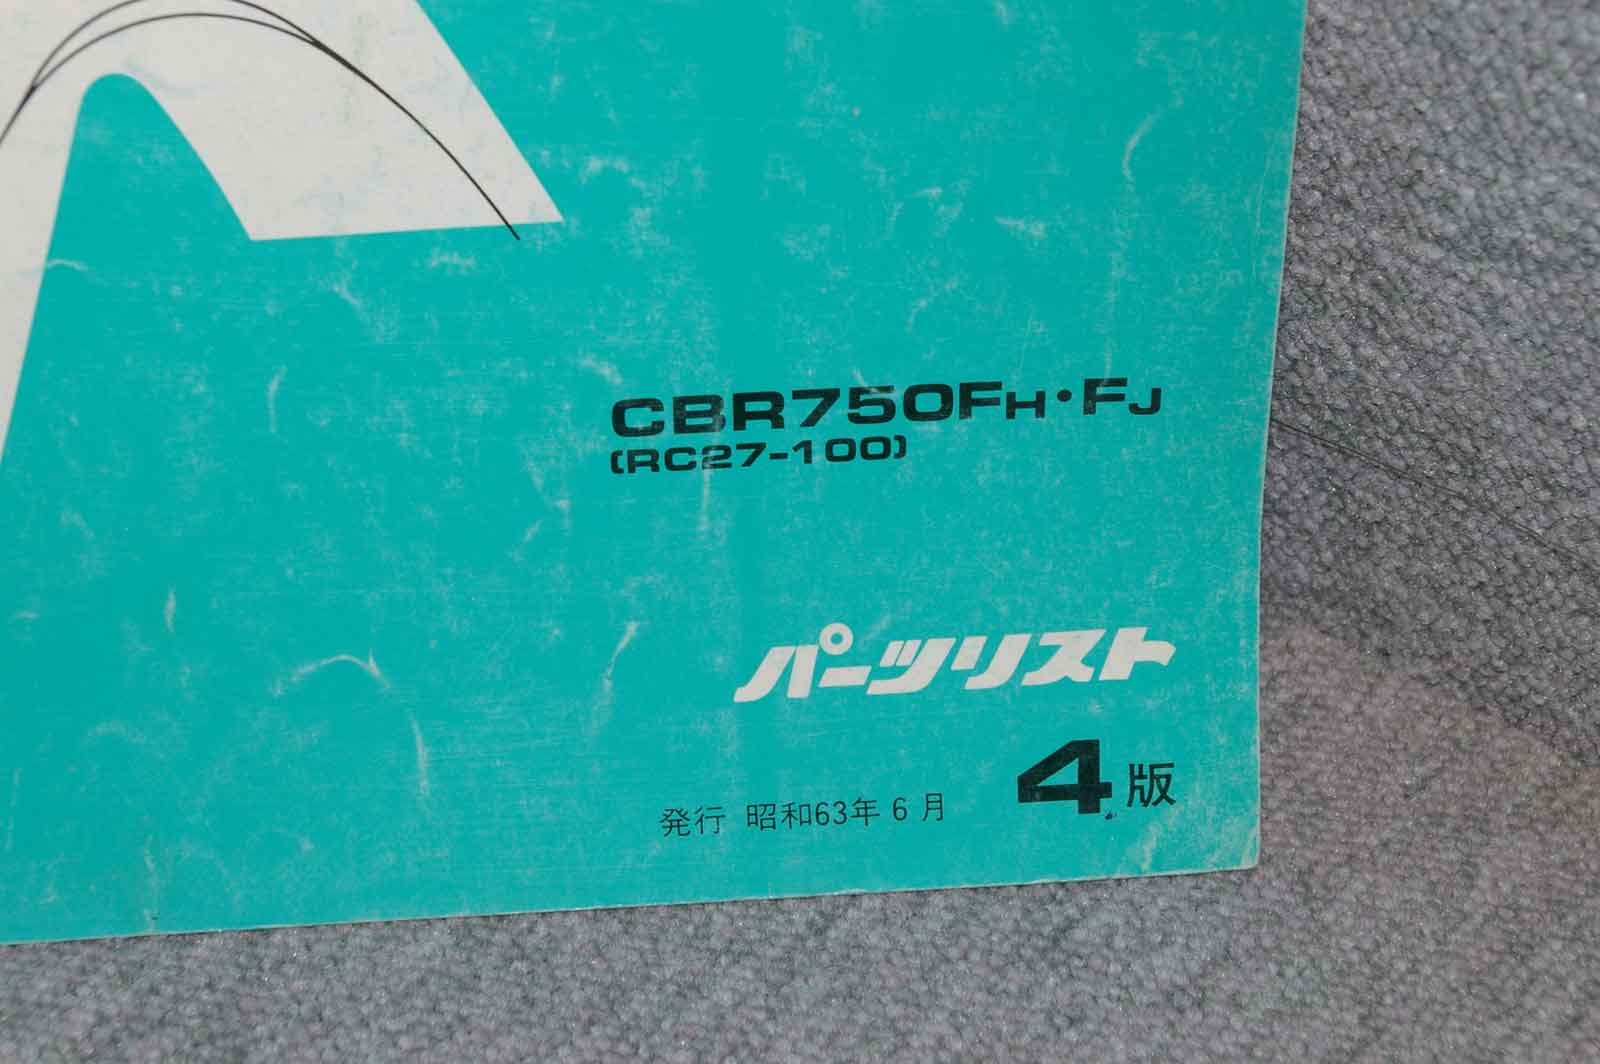 CBR750FH・FJ
(RC27-100)
パーツリスト
4版
発行 昭和63年6月